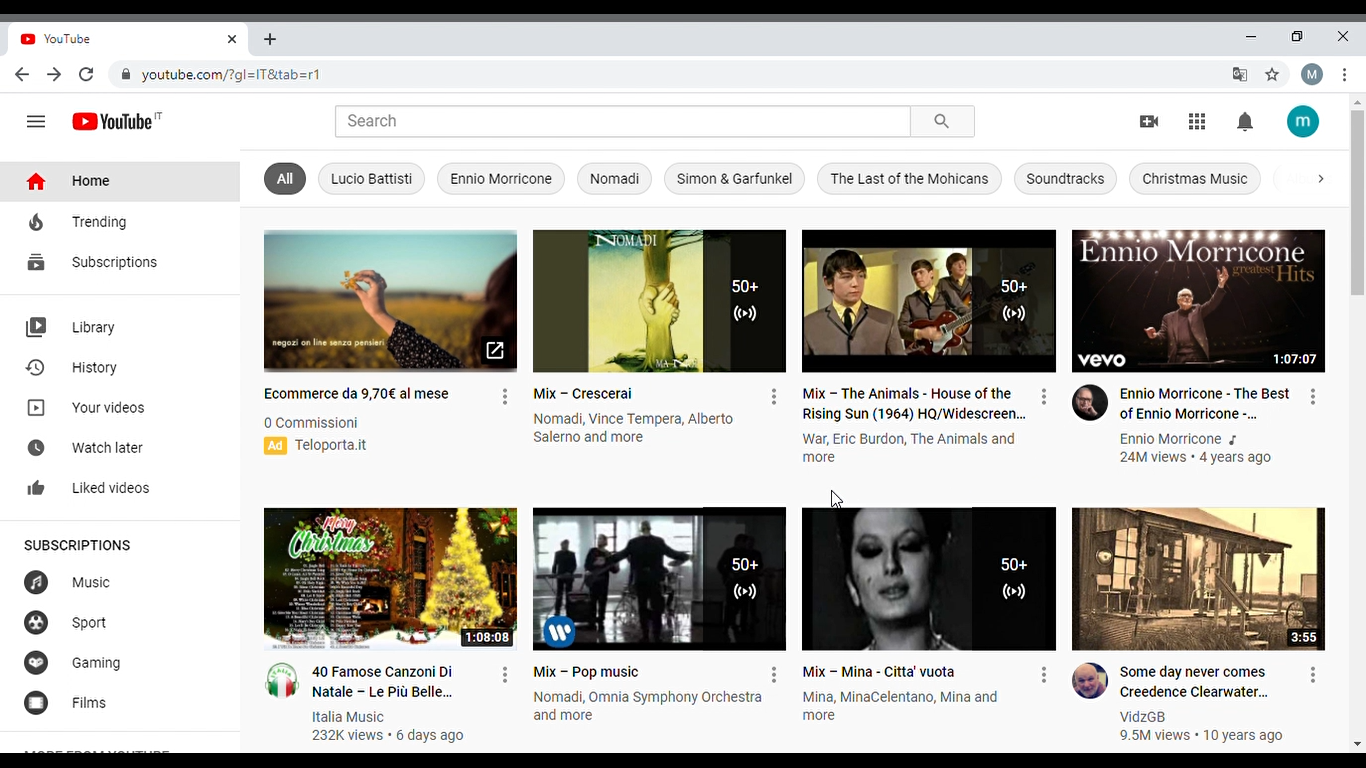 YouTube
youtube.com/?gl=IT&tab=r1
M
YouTube IT
Search
m
Home
Trending
Subscriptions
Library
History
Your videos
Watch later
Liked videos
SUBSCRIPTIONS
Music
Sport
Gaming
Films
All
Lucio Battisti
Ennio Morricone
Nomadi
Simon & Garfunkel
The Last of the Mohicans
Soundtracks
Christmas Music
negozi on line senza pensieri
Ecommerce da 9,70€ al mese
0 Commissioni
Ad Teloporta.it
NOMADI
50+
Mix – Crescerai
Nomadi, Vince Tempera, Alberto
Salerno and more
50+
Mix – The Animals - House of the
Rising Sun (1964) HQ/Widescreen...
War, Eric Burdon, The Animals and
more
Ennio Morricone
greatest Hits
vevo
1:07:07
Ennio Morricone - The Best
of Ennio Morricone -...
Ennio Morricone
24M views • 4 years ago
Merry
Christmas
1:08:08
ITALIA
40 Famose Canzoni Di
Natale – Le Più Belle...
Italia Music
232K views • 6 days ago
50+
Mix – Pop music
Nomadi, Omnia Symphony Orchestra
and more
50+
Mix – Mina - Citta' vuota
Mina, MinaCelentano, Mina and
more
3:55
Some day never comes
Creedence Clearwater...
VidzGB
9.5M views • 10 years ago